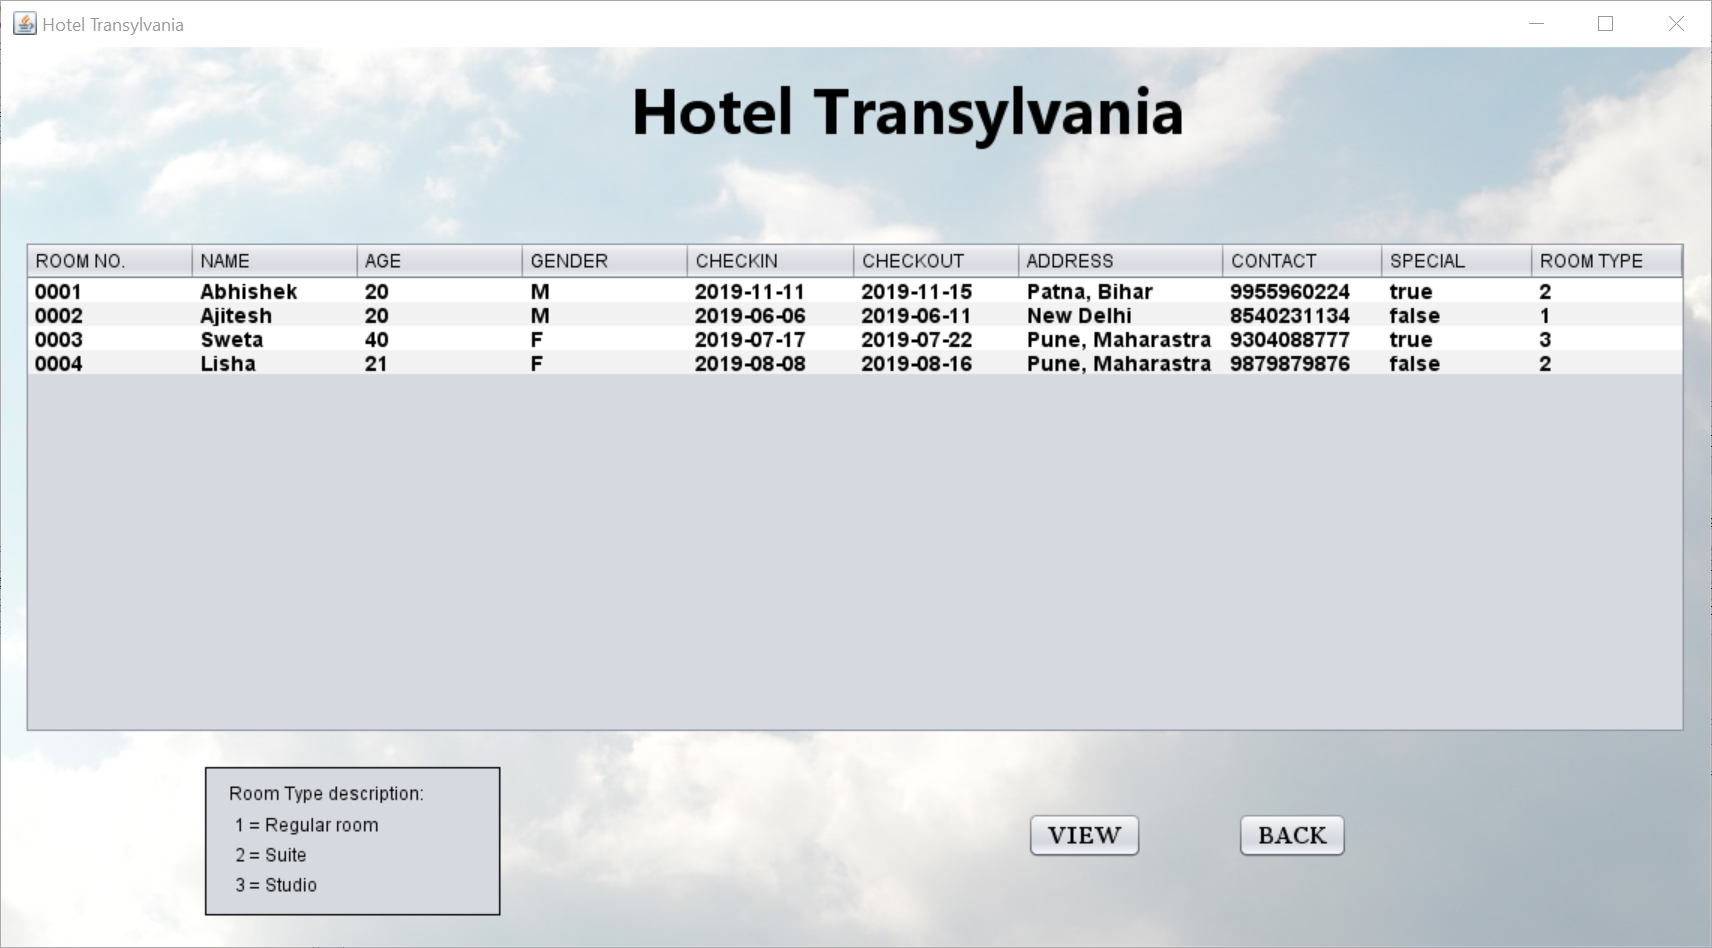 Hotel Transylvania
Hotel Transylvania
ROOM NO. NAME AGE GENDER CHECKIN CHECKOUT ADDRESS CONTACT SPECIAL ROOM TYPE
0001 Abhishek 20 M 2019-11-11 2019-11-15 Patna, Bihar 9955960224 true 2
0002 Ajitesh 20 M 2019-06-06 2019-06-11 New Delhi 8540231134 false 1
0003 Sweta 40 F 2019-07-17 2019-07-22 Pune, Maharastra 9304088777 true 3
0004 Lisha 21 F 2019-08-08 2019-08-16 Pune, Maharastra 9879879876 false 2
Room Type description:
1 = Regular room
2 = Suite
3 = Studio
VIEW BACK